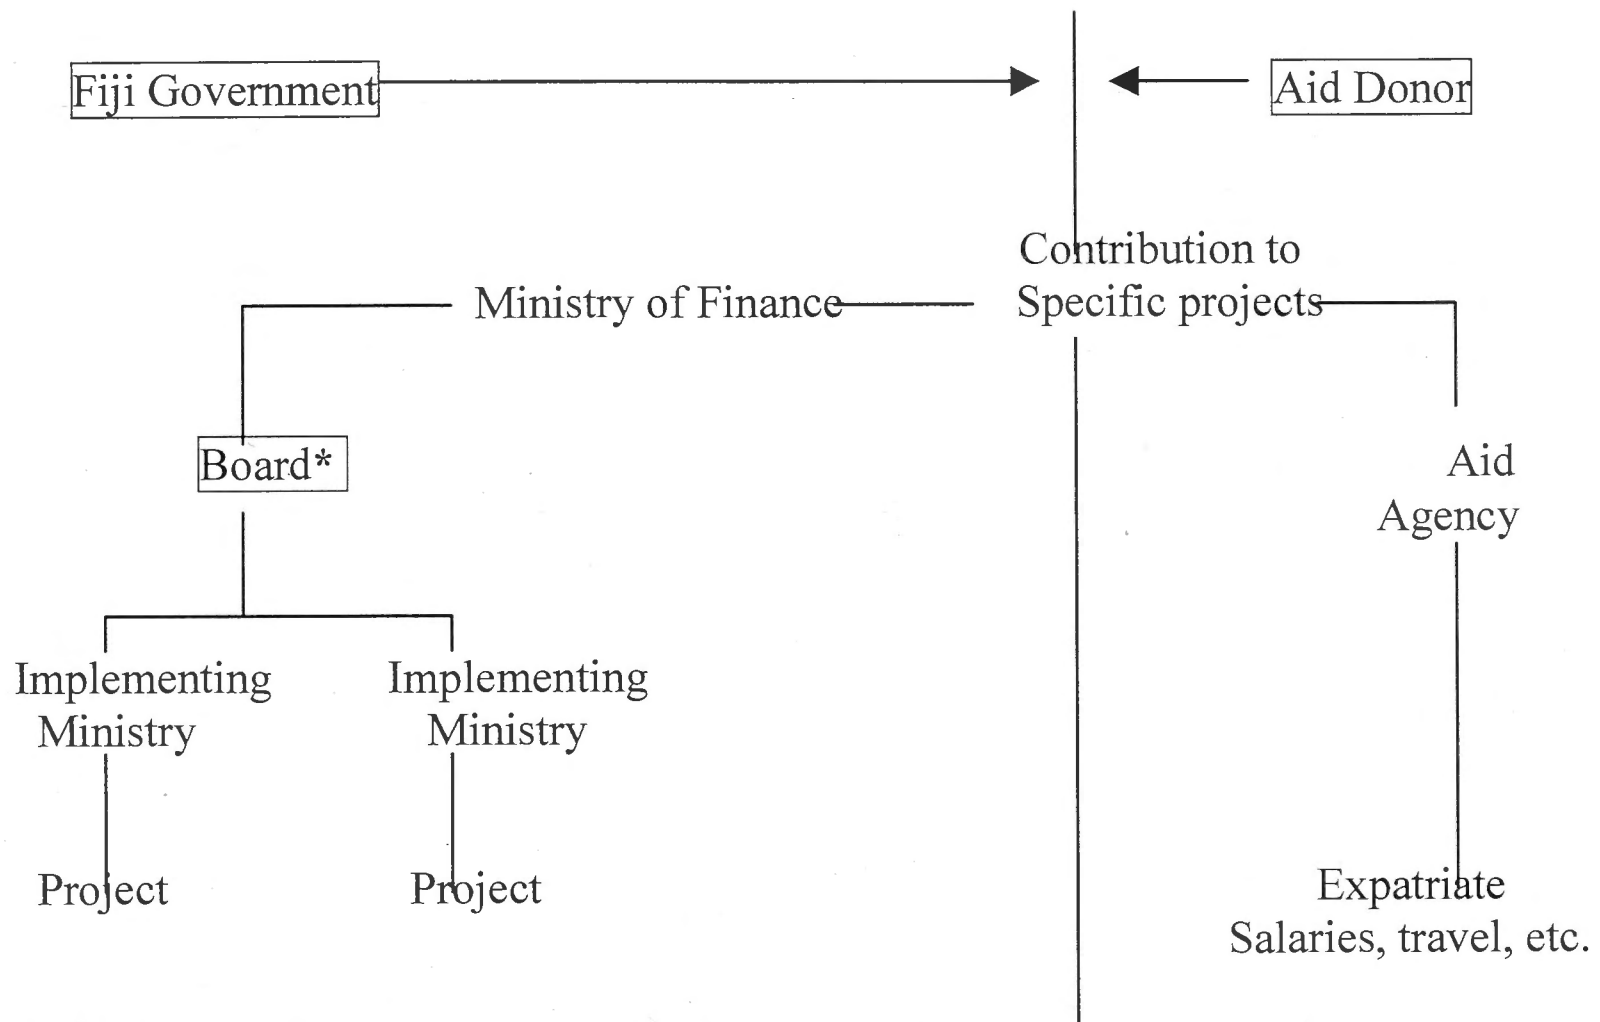 Fiji Government
Aid Donor
Contribution to
Specific projects
Ministry of Finance
Board*
Aid
Agency
Implementing
Ministry
Implementing
Ministry
Project
Project
Expatriate
Salaries, travel, etc.